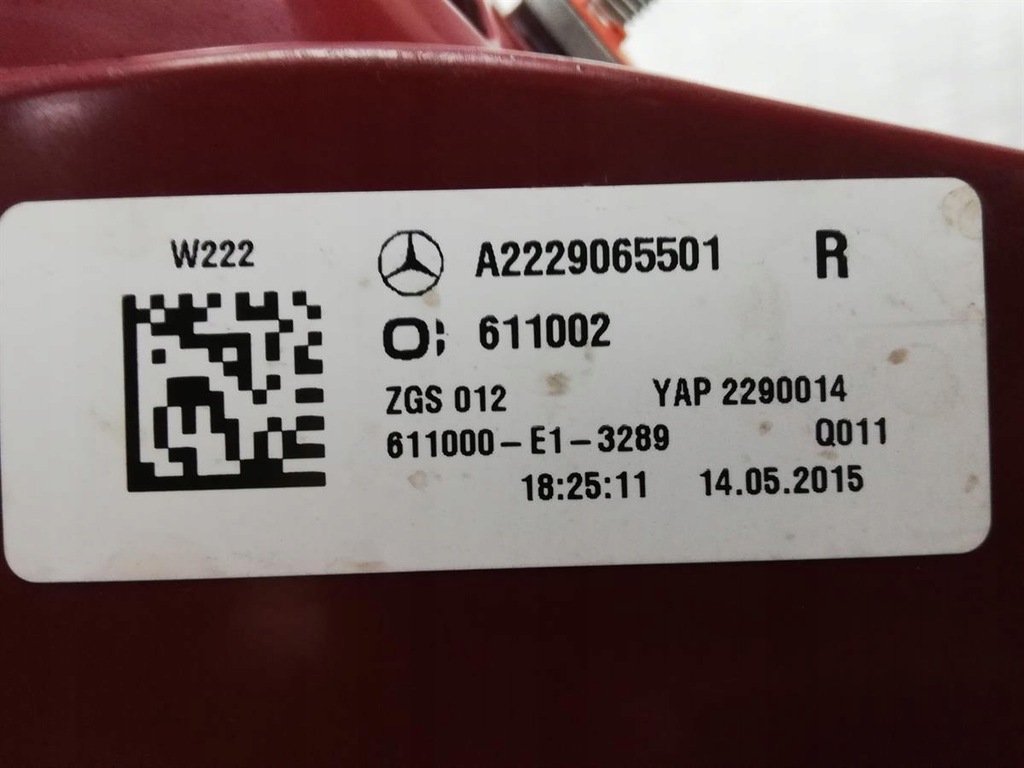 W222 A2229065501 R
611002
ZGS 012 YAP 2290014
611000-E1-3289 Q011
18:25:11 14.05.2015